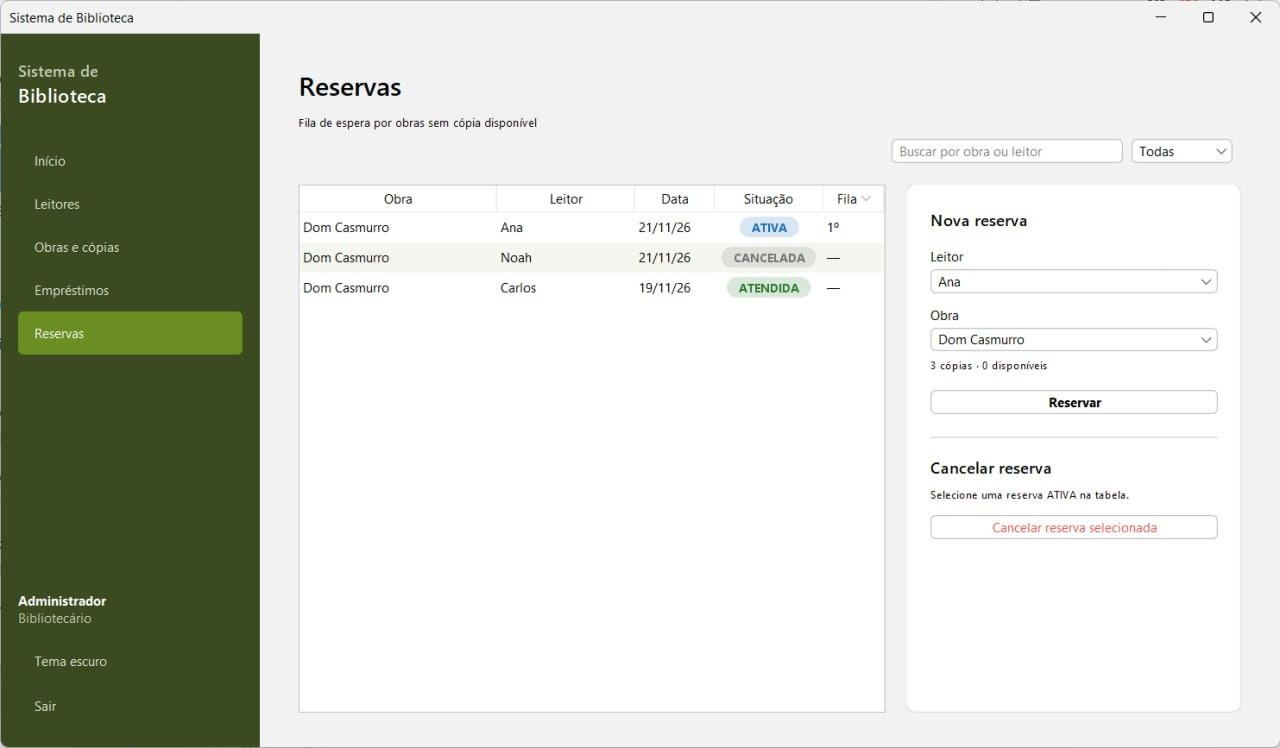 Sistema de Biblioteca
Sistema de
Biblioteca
Início
Leitores
Obras e cópias
Empréstimos
Reservas
Administrador
Bibliotecário
Tema escuro
Sair
Reservas
Fila de espera por obras sem cópia disponível
Buscar por obra ou leitor Todas
Obra Leitor Data Situação Fila
Dom Casmurro Ana 21/11/26 ATIVA 1º
Dom Casmurro Noah 21/11/26 CANCELADA —
Dom Casmurro Carlos 19/11/26 ATENDIDA —
Nova reserva
Leitor
Ana
Obra
Dom Casmurro
3 cópias · 0 disponíveis
Reservar
Cancelar reserva
Selecione uma reserva ATIVA na tabela.
Cancelar reserva selecionada